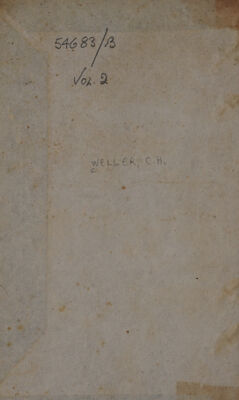 54683/B
Vol. 2
WELLER, C.H.